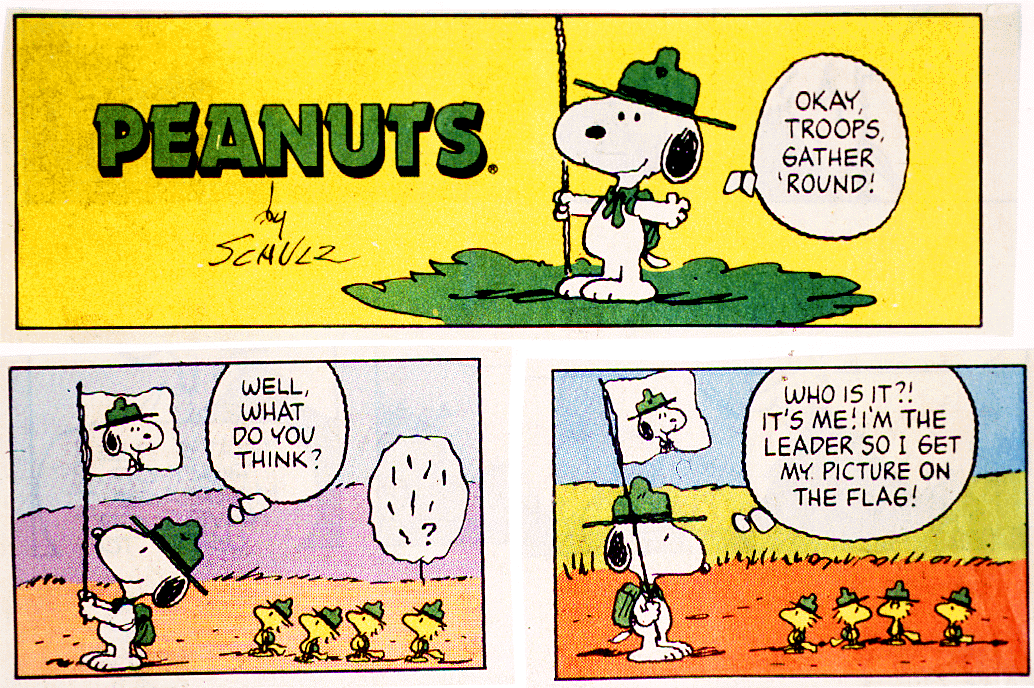 PEANUTS®
by
SCHULZ
OKAY,
TROOPS,
GATHER
'ROUND!
WELL,
WHAT
DO YOU
THINK?
?
WHO IS IT?!
IT'S ME! I'M THE
LEADER SO I GET
MY PICTURE ON
THE FLAG!